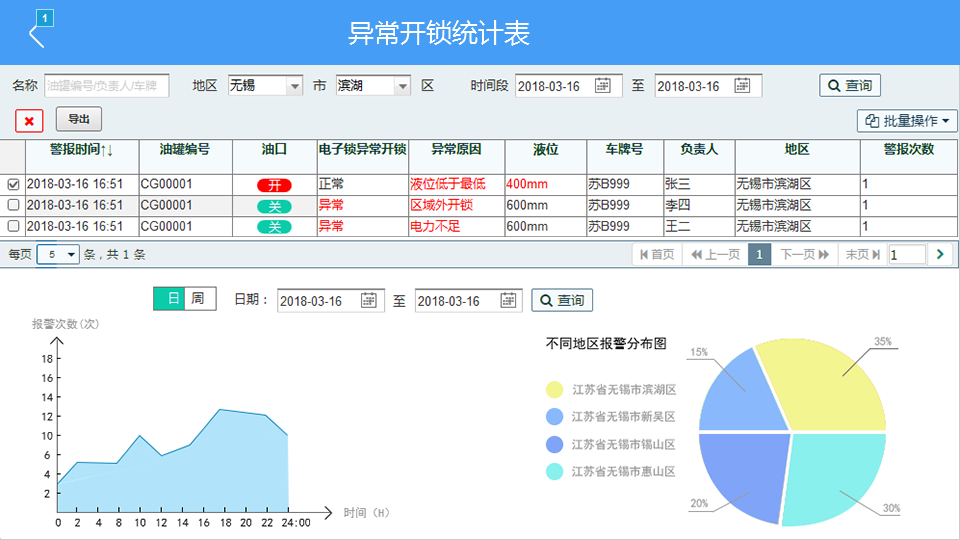 1
异常开锁统计表
名称 油罐编号/负责人/车牌 地区 无锡 市 滨湖 区 时间段 2018-03-16 至 2018-03-16 查询
导出 批量操作
警报时间↑↓ 油罐编号 油口 电子锁异常开锁 异常原因 液位 车牌号 负责人 地区 警报次数
2018-03-16 16:51 CG00001 开 正常 液位低于最低 400mm 苏B999 张三 无锡市滨湖区 1
2018-03-16 16:51 CG00001 关 异常 区域外开锁 600mm 苏B999 李四 无锡市滨湖区 1
2018-03-16 16:51 CG00001 关 异常 电力不足 600mm 苏B999 王二 无锡市滨湖区 1
每页 5 条，共 1 条 首页 上一页 1 下一页 末页 1
日 周 日期： 2018-03-16 至 2018-03-16 查询
报警次数(次)
18
16
14
12
10
8
6
4
2
0 2 4 6 8 10 12 14 16 18 20 22 24:00
时间（H）
不同地区报警分布图
江苏省无锡市滨湖区
江苏省无锡市新吴区
江苏省无锡市锡山区
江苏省无锡市惠山区
15%
35%
20%
30%